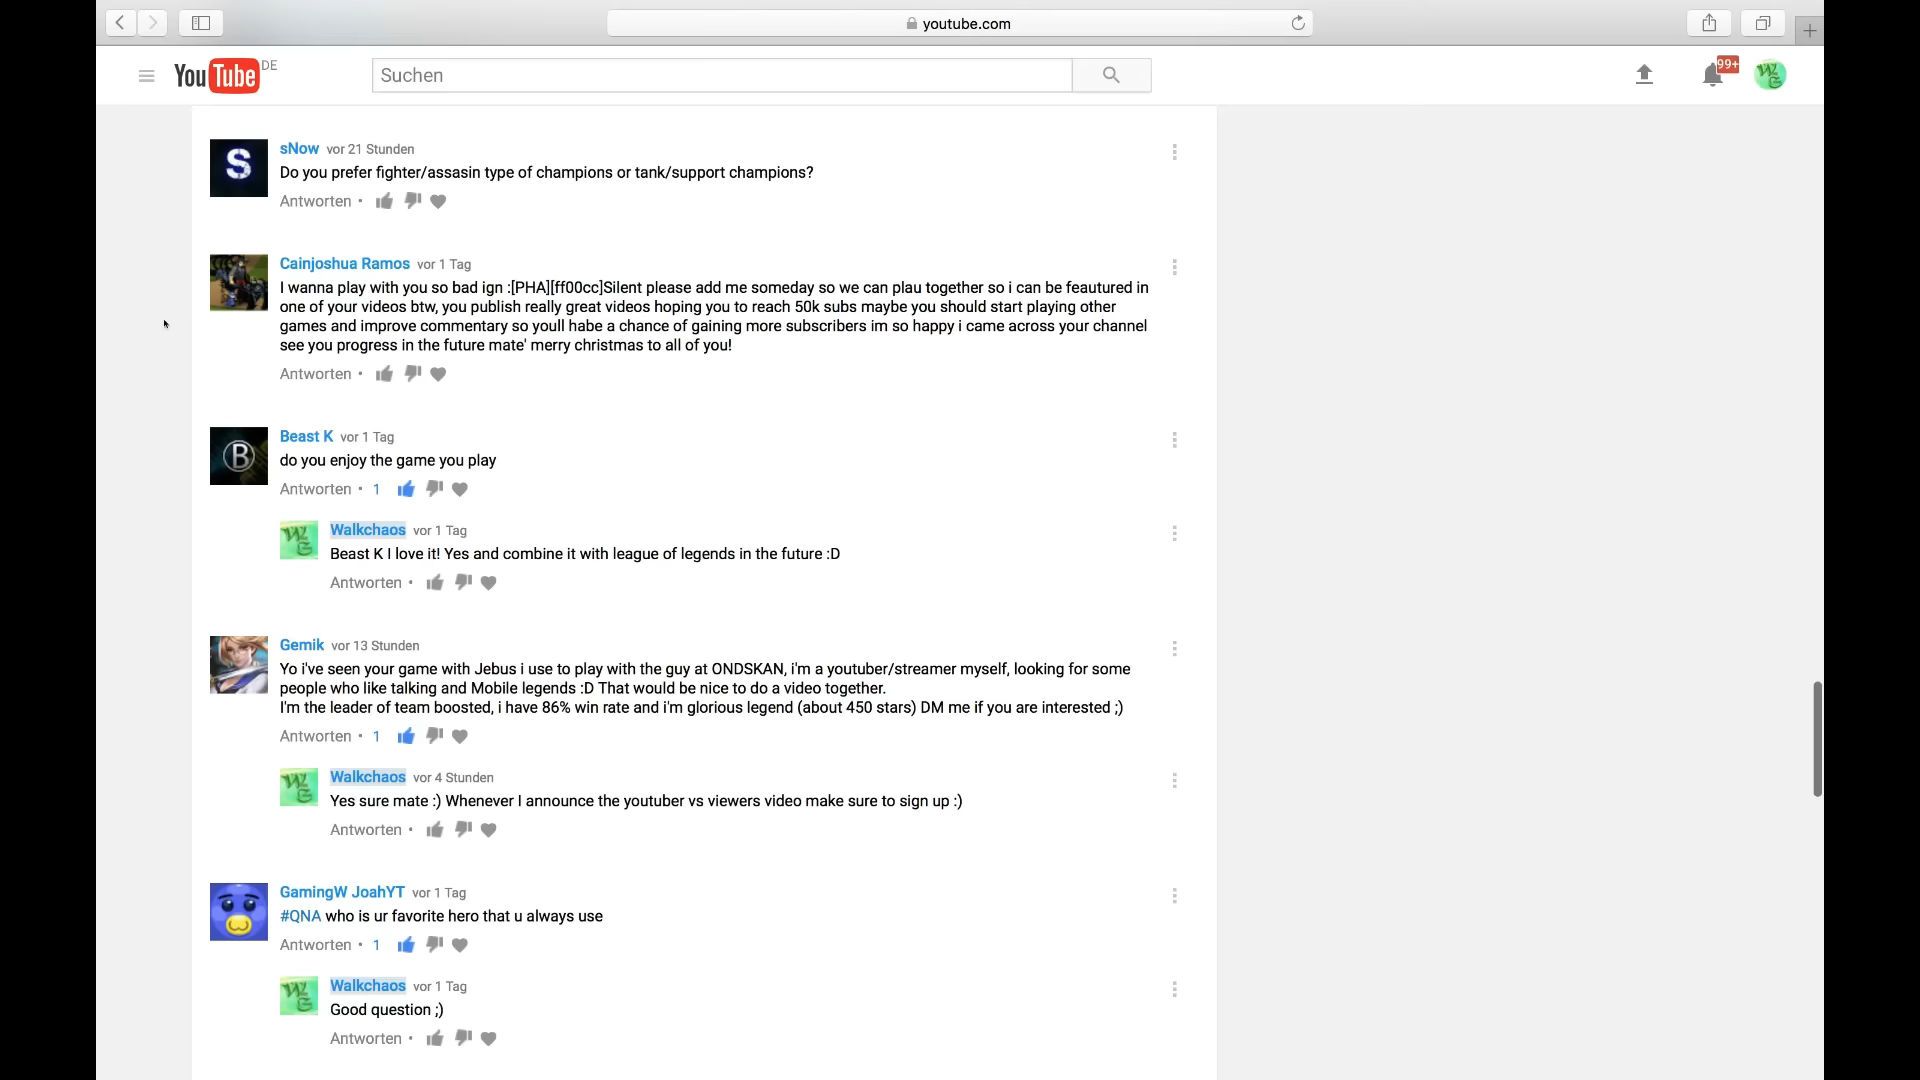 youtube.com
YouTube DE
Suchen
99+
sNow vor 21 Stunden
Do you prefer fighter/assasin type of champions or tank/support champions?
Antworten •
Cainjoshua Ramos vor 1 Tag
I wanna play with you so bad ign :[PHA][ff00cc]Silent please add me someday so we can plau together so i can be feautured in
one of your videos btw, you publish really great videos hoping you to reach 50k subs maybe you should start playing other
games and improve commentary so youll habe a chance of gaining more subscribers im so happy i came across your channel
see you progress in the future mate' merry christmas to all of you!
Antworten •
Beast K vor 1 Tag
do you enjoy the game you play
Antworten • 1
Walkchaos vor 1 Tag
Beast K I love it! Yes and combine it with league of legends in the future :D
Antworten •
Gemik vor 13 Stunden
Yo i've seen your game with Jebus i use to play with the guy at ONDSKAN, i'm a youtuber/streamer myself, looking for some
people who like talking and Mobile legends :D That would be nice to do a video together.
I'm the leader of team boosted, i have 86% win rate and i'm glorious legend (about 450 stars) DM me if you are interested ;)
Antworten • 1
Walkchaos vor 4 Stunden
Yes sure mate :) Whenever I announce the youtuber vs viewers video make sure to sign up :)
Antworten •
GamingW JoahYT vor 1 Tag
#QNA who is ur favorite hero that u always use
Antworten • 1
Walkchaos vor 1 Tag
Good question ;)
Antworten •